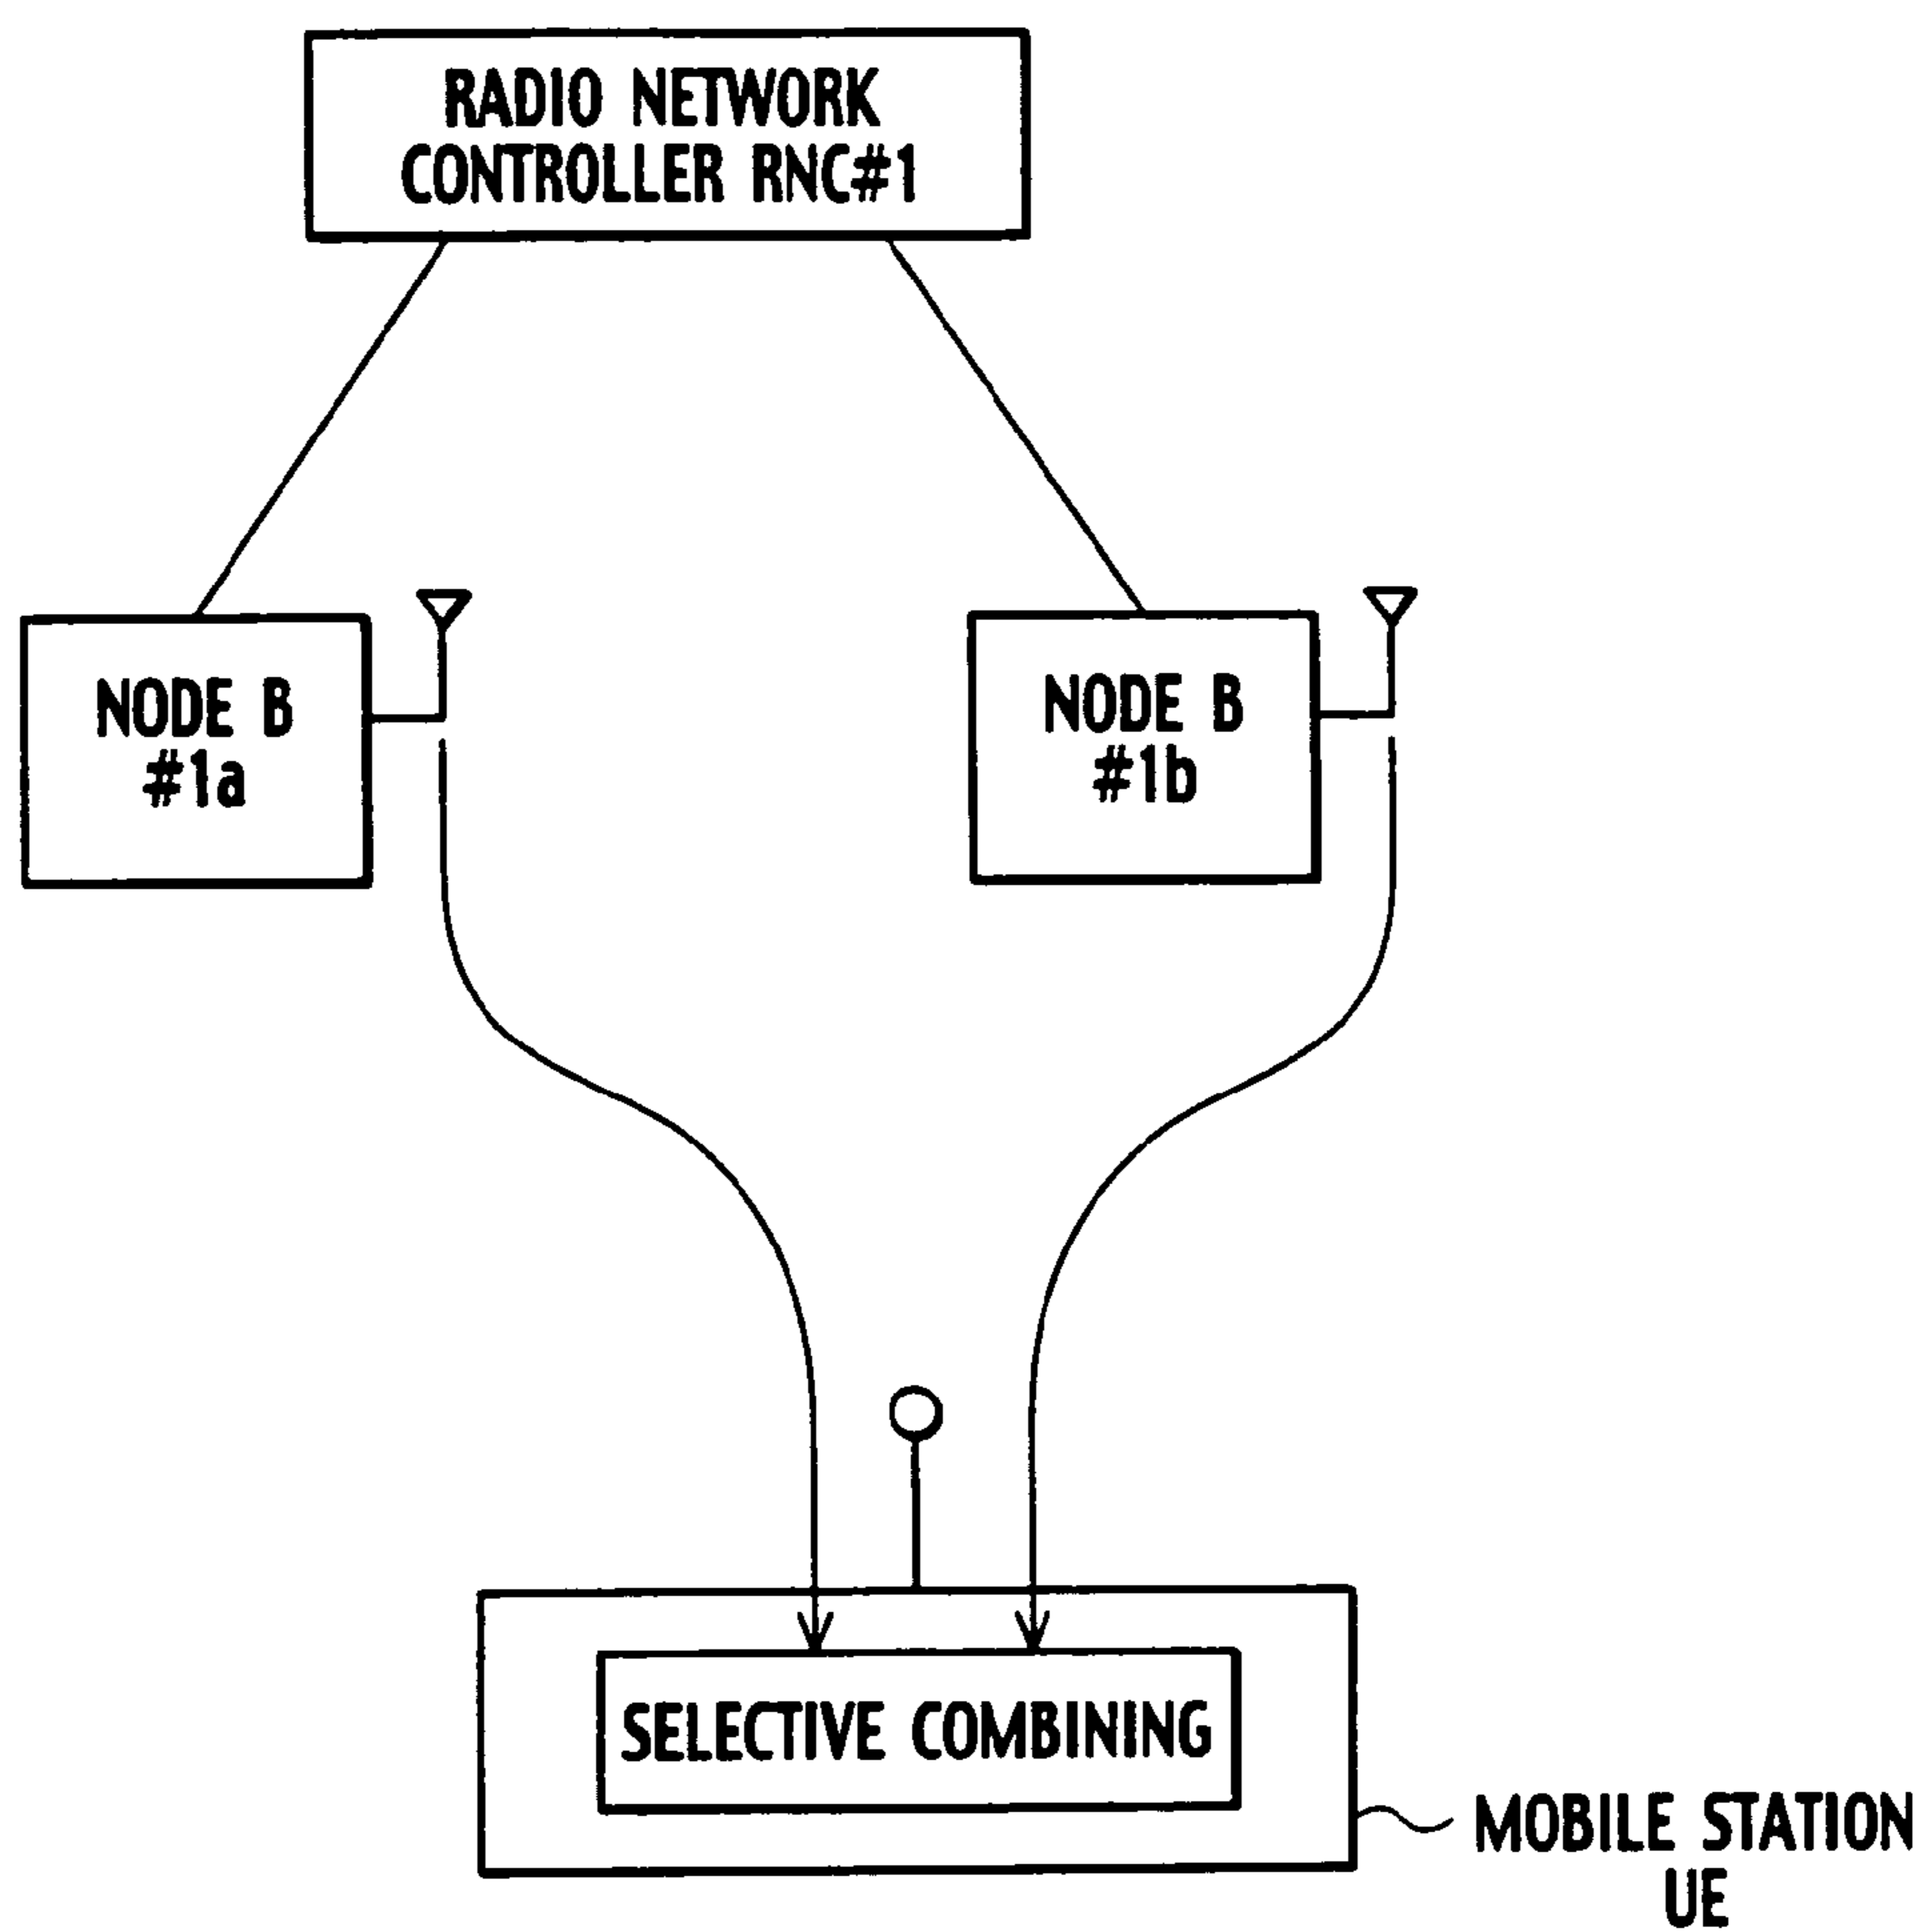 RADIO NETWORK
CONTROLLER RNC#1
NODE B
#1a
NODE B
#1b
SELECTIVE COMBINING
MOBILE STATION
UE